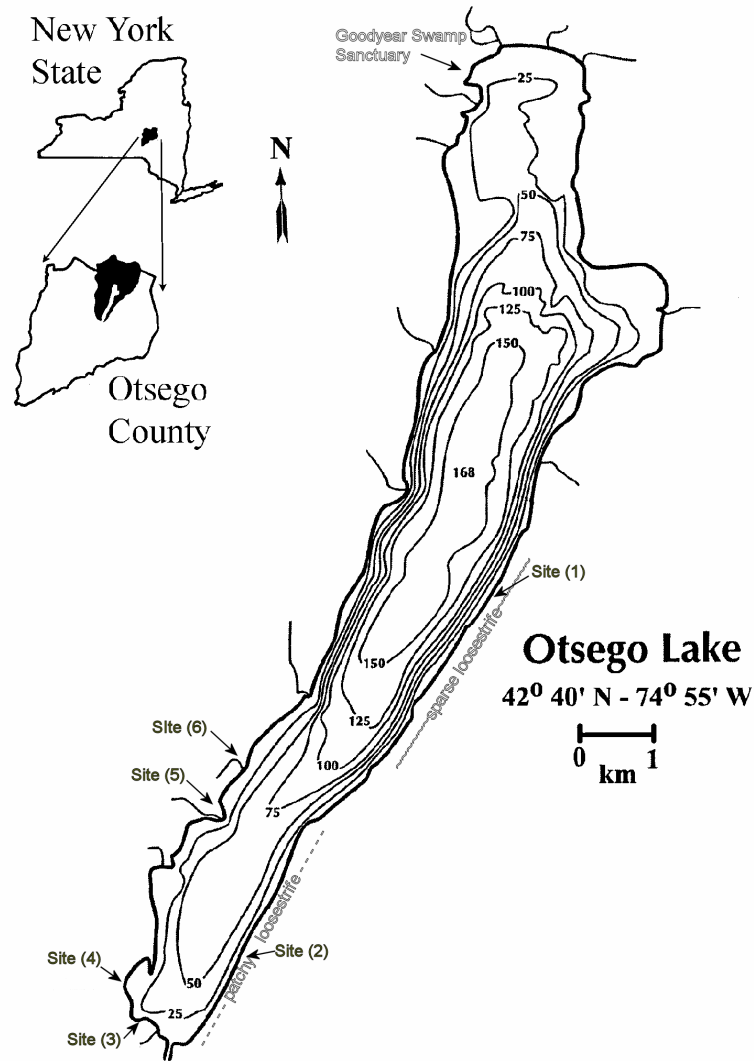 New York
State
Goodyear Swamp
Sanctuary
N
Otsego
County
25
50
75
100
125
150
168
Site (1)
sparse loosestrife
Otsego Lake
42⁰ 40' N - 74⁰ 55' W
0 1
km
150
125
100
75
SIte (6)
Site (5)
patchy loosestrife
Site (2)
Site (4)
50
25
Site (3)